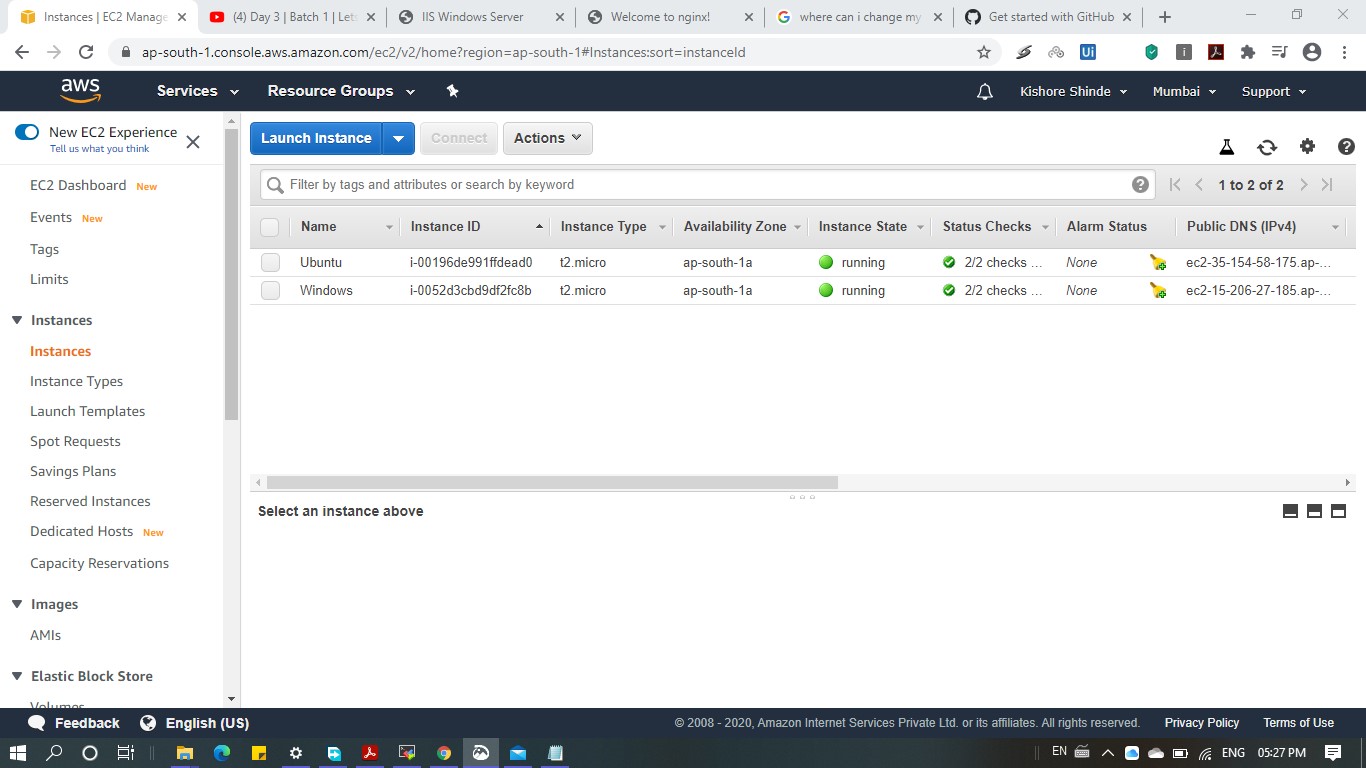 Instances | EC2 Manage
(4) Day 3 | Batch 1 | Lets
IIS Windows Server
Welcome to nginx!
where can i change my
Get started with GitHub
ap-south-1.console.aws.amazon.com/ec2/v2/home?region=ap-south-1#Instances:sort=instanceId
Ui
i
aws
Services
Resource Groups
Kishore Shinde
Mumbai
Support
New EC2 Experience
Tell us what you think
EC2 Dashboard New
Events New
Tags
Limits
Instances
Instances
Instance Types
Launch Templates
Spot Requests
Savings Plans
Reserved Instances
Dedicated Hosts New
Capacity Reservations
Images
AMIs
Elastic Block Store
Volumes
Launch Instance
Connect
Actions
Filter by tags and attributes or search by keyword
1 to 2 of 2
Name Instance ID Instance Type Availability Zone Instance State Status Checks Alarm Status Public DNS (IPv4)
Ubuntu i-00196de991ffdead0 t2.micro ap-south-1a running 2/2 checks ... None ec2-35-154-58-175.ap-...
Windows i-0052d3cbd9df2fc8b t2.micro ap-south-1a running 2/2 checks ... None ec2-15-206-27-185.ap-...
Select an instance above
Feedback
English (US)
© 2008 - 2020, Amazon Internet Services Private Ltd. or its affiliates. All rights reserved.
Privacy Policy
Terms of Use
EN
ENG
05:27 PM